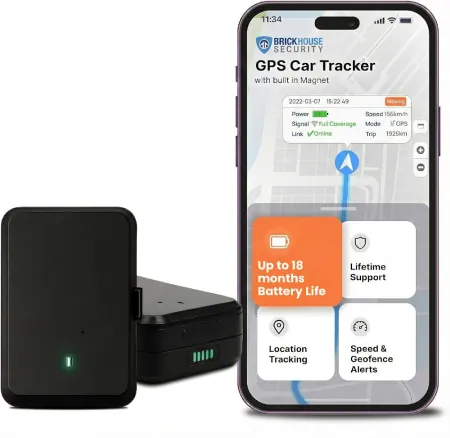 11:34
BRICKHOUSE
SECURITY
GPS Car Tracker
with built in Magnet
2022-03-07 15:22:49 Moving
Power Speed 156km/h
Signal Full Coverage Mode GPS
Link Online Trip 1925km
Up to 18
months
Battery Life
Lifetime
Support
Location
Tracking
Speed &
Geofence
Alerts